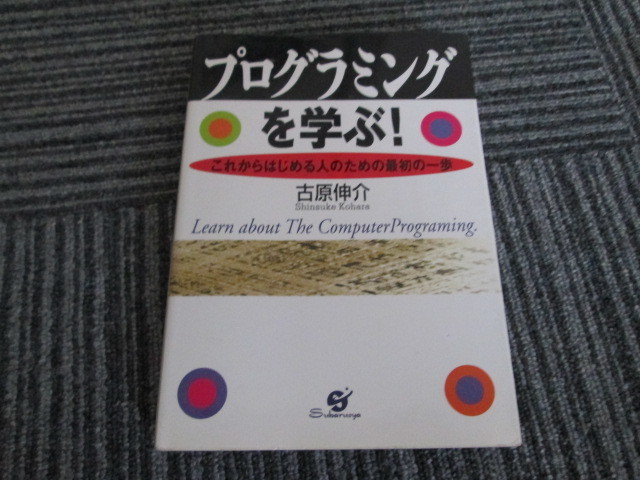 プログラミング
を学ぶ!
これからはじめる人のための最初の一歩
古原伸介
Shinsuke Kohara
Learn about The ComputerPrograming.